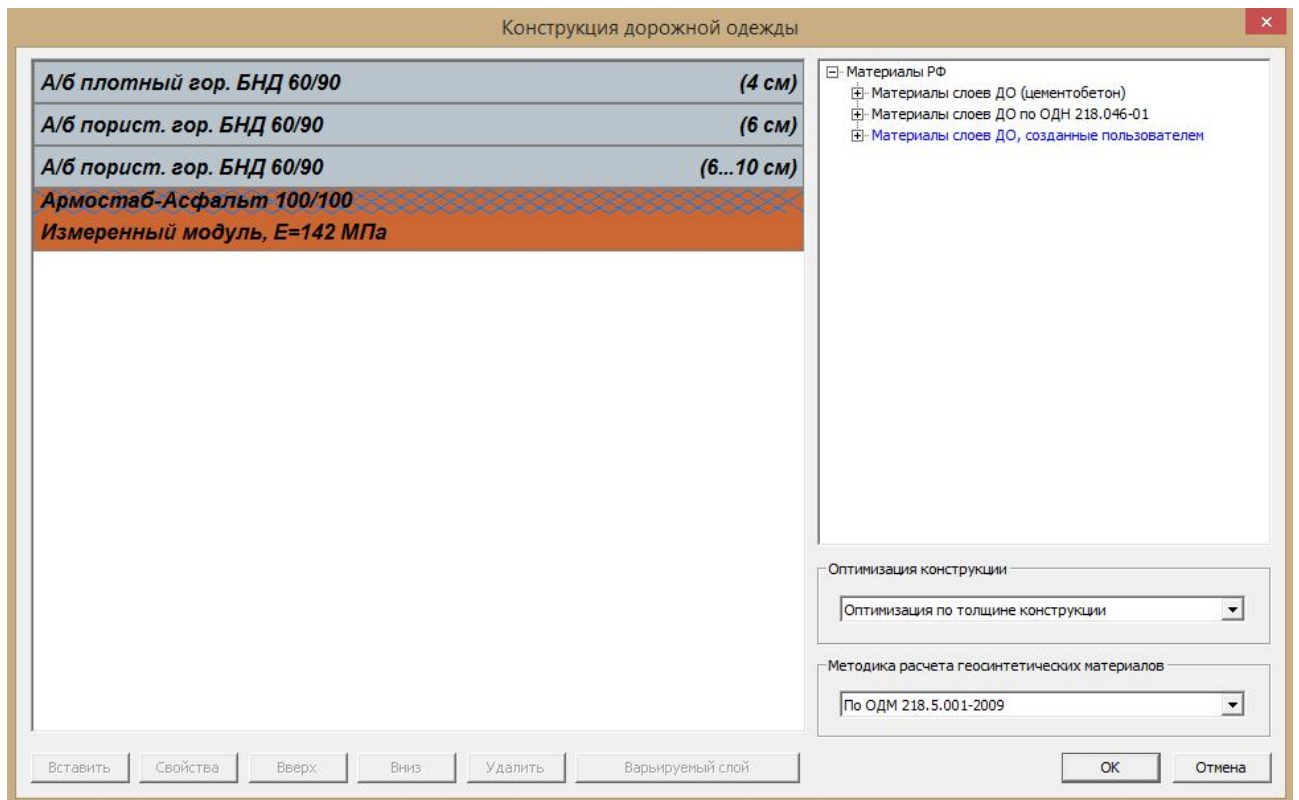 Конструкция дорожной одежды
А/б плотный гор. БНД 60/90 (4 см)
А/б порист. гор. БНД 60/90 (6 см)
А/б порист. гор. БНД 60/90 (6...10 см)
Армостаб-Асфальт 100/100
Измеренный модуль, Е=142 МПа
Материалы РФ
Материалы слоев ДО (цементобетон)
Материалы слоев ДО по ОДН 218.046-01
Материалы слоев ДО, созданные пользователем
Оптимизация конструкции
Оптимизация по толщине конструкции
Методика расчета геосинтетических материалов
По ОДМ 218.5.001-2009
Вставить Свойства Вверх Вниз Удалить Варьируемый слой OK Отмена